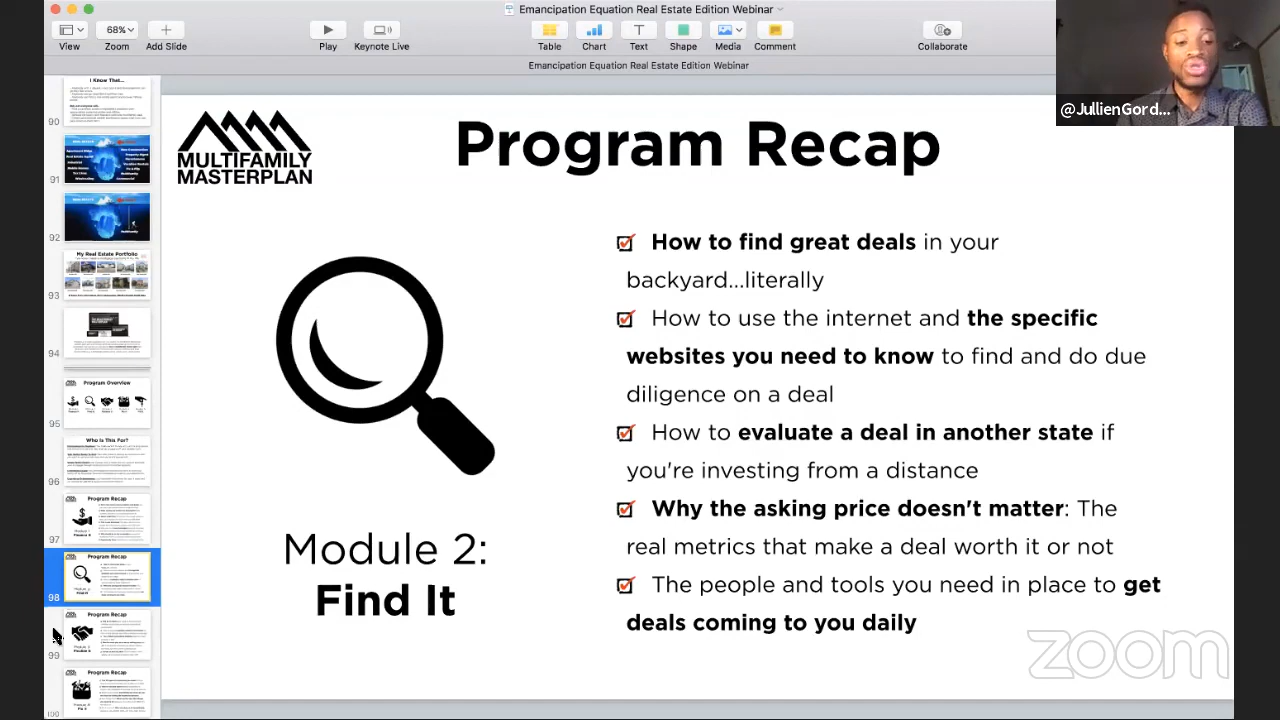 Emancipation Equation Real Estate Edition Webinar
View
68%
Zoom
Add Slide
Play
Keynote Live
Table
Chart
Text
Shape
Media
Comment
Collaborate
Emancipation Equation Real Estate Edition Webinar
@JullienGord...
I Know That...
90
91
92
My Real Estate Portfolio
93
94
Program Overview
95
Who Is This For?
96
Program Recap
97
Program Recap
98
Program Recap
99
Program Recap
100
MULTIFAMILY
MASTERPLAN
Program Recap
Module 2:
Find It
How to find great deals in your
backyard...literally
How to use the internet and the specific
websites you need to know to find and do due
diligence on a deal
How to evaluate a deal in another state if
you're investing from a distance
Why the asking price doesn't matter: The
real metrics that make a deal worth it or not
The people and tools you need in place to get
deals coming to you daily
zoom